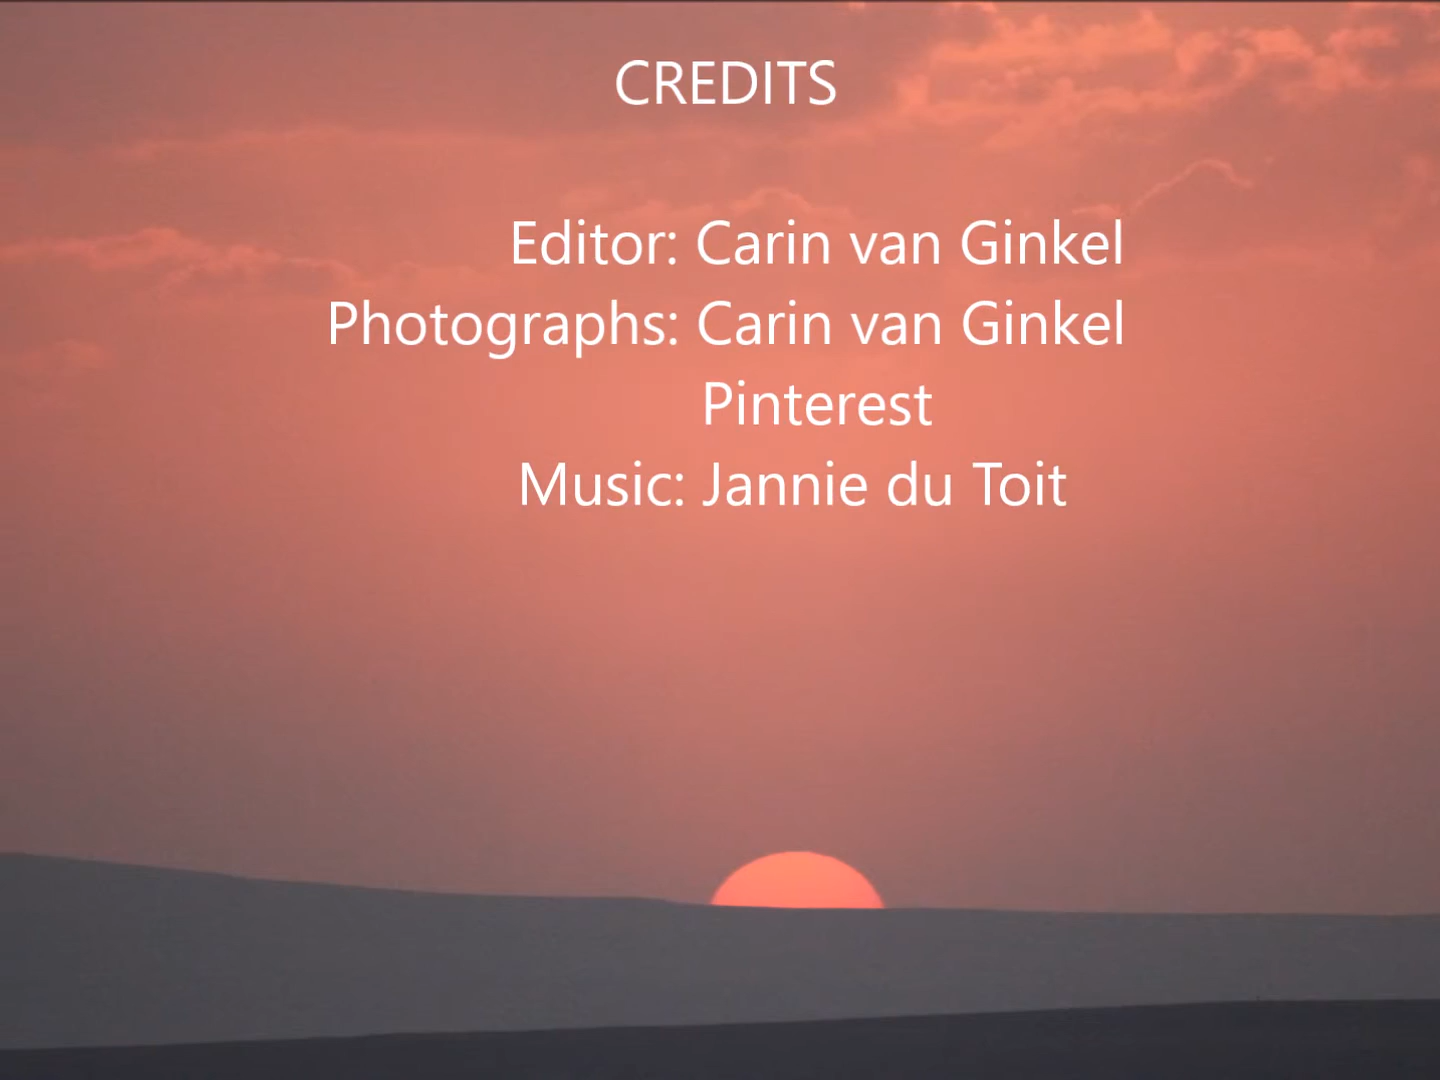 CREDITS
Editor: Carin van Ginkel
Photographs: Carin van Ginkel
Pinterest
Music: Jannie du Toit